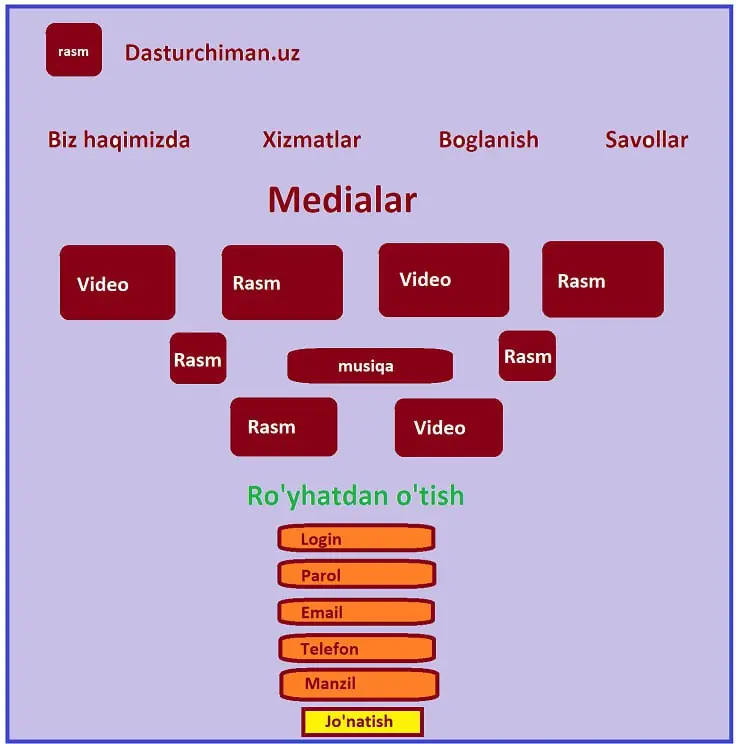 rasm Dasturchiman.uz
Biz haqimizda Xizmatlar Boglanish Savollar
Medialar
Video Rasm Video Rasm
Rasm musiqa Rasm
Rasm Video
Ro'yhatdan o'tish
Login
Parol
Email
Telefon
Manzil
Jo'natish